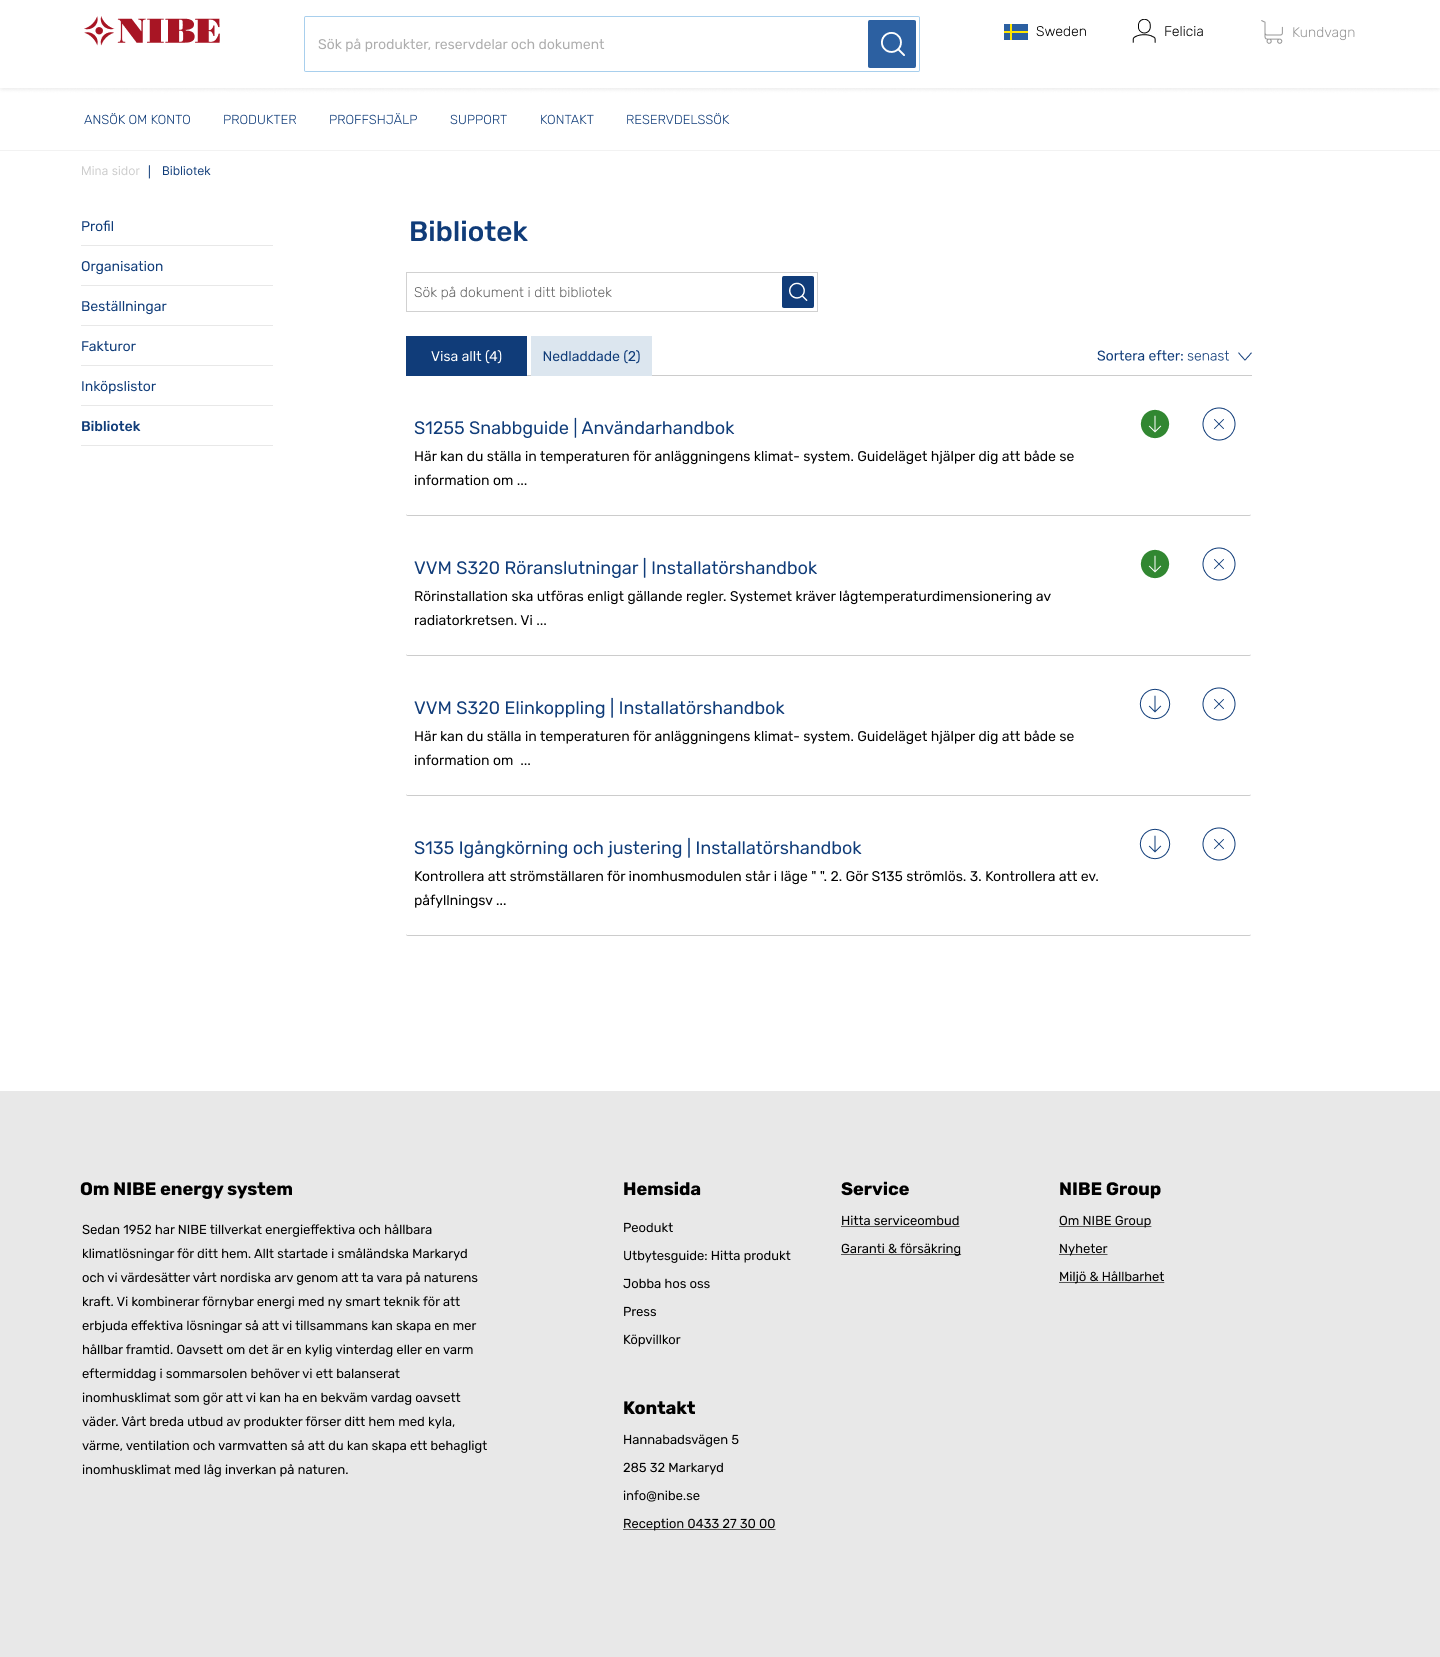 NIBE
Sök på produkter, reservdelar och dokument
Sweden
Felicia
Kundvagn
ANSÖK OM KONTO
PRODUKTER
PROFFSHJÄLP
SUPPORT
KONTAKT
RESERVDELSSÖK
Mina sidor | Bibliotek
Profil
Organisation
Beställningar
Fakturor
Inköpslistor
Bibliotek
Bibliotek
Sök på dokument i ditt bibliotek
Visa allt (4)
Nedladdade (2)
Sortera efter: senast
S1255 Snabbguide | Användarhandbok
Här kan du ställa in temperaturen för anläggningens klimat- system. Guideläget hjälper dig att både se
information om ...
VVM S320 Röranslutningar | Installatörshandbok
Rörinstallation ska utföras enligt gällande regler. Systemet kräver lågtemperaturdimensionering av
radiatorkretsen. Vi ...
VVM S320 Elinkoppling | Installatörshandbok
Här kan du ställa in temperaturen för anläggningens klimat- system. Guideläget hjälper dig att både se
information om  ...
S135 Igångkörning och justering | Installatörshandbok
Kontrollera att strömställaren för inomhusmodulen står i läge " ". 2. Gör S135 strömlös. 3. Kontrollera att ev.
påfyllningsv ...
Om NIBE energy system
Sedan 1952 har NIBE tillverkat energieffektiva och hållbara
klimatlösningar för ditt hem. Allt startade i småländska Markaryd
och vi värdesätter vårt nordiska arv genom att ta vara på naturens
kraft. Vi kombinerar förnybar energi med ny smart teknik för att
erbjuda effektiva lösningar så att vi tillsammans kan skapa en mer
hållbar framtid. Oavsett om det är en kylig vinterdag eller en varm
eftermiddag i sommarsolen behöver vi ett balanserat
inomhusklimat som gör att vi kan ha en bekväm vardag oavsett
väder. Vårt breda utbud av produkter förser ditt hem med kyla,
värme, ventilation och varmvatten så att du kan skapa ett behagligt
inomhusklimat med låg inverkan på naturen.
Hemsida
Peodukt
Utbytesguide: Hitta produkt
Jobba hos oss
Press
Köpvillkor
Kontakt
Hannabadsvägen 5
285 32 Markaryd
info@nibe.se
Reception 0433 27 30 00
Service
Hitta serviceombud
Garanti & försäkring
NIBE Group
Om NIBE Group
Nyheter
Miljö & Hållbarhet